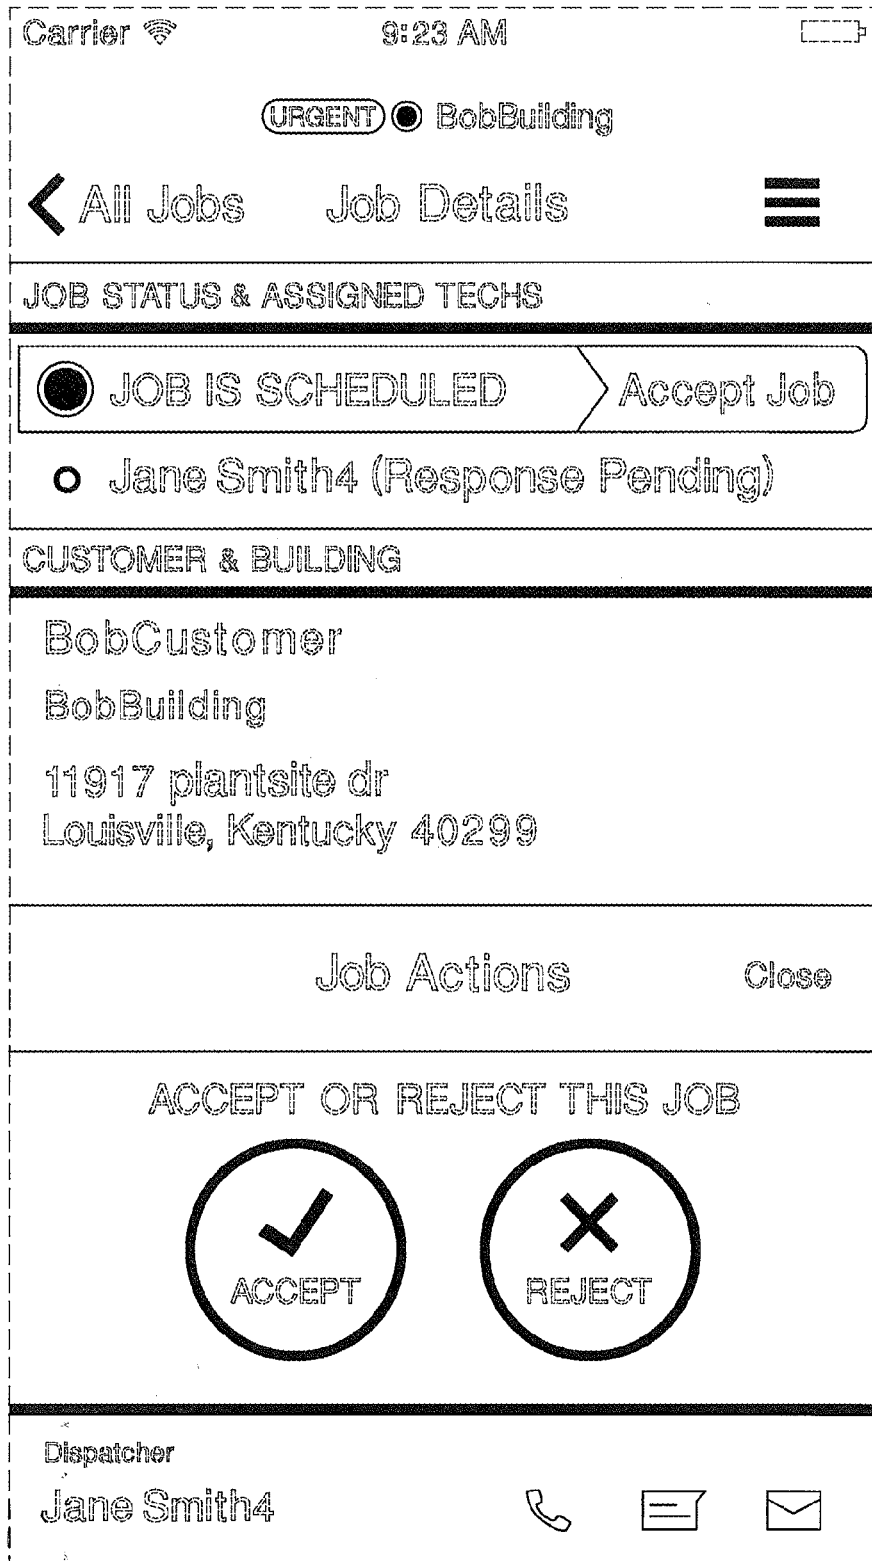 Carrier 9:23 AM
URGENT BobBuilding
All Jobs Job Details
JOB STATUS & ASSIGNED TECHS
JOB IS SCHEDULED Accept Job
Jane Smith4 (Response Pending)
CUSTOMER & BUILDING
BobCustomer
BobBuilding
11917 plantsite dr
Louisville, Kentucky 40299
Job Actions Close
ACCEPT OR REJECT THIS JOB
ACCEPT REJECT
Dispatcher
Jane Smith4